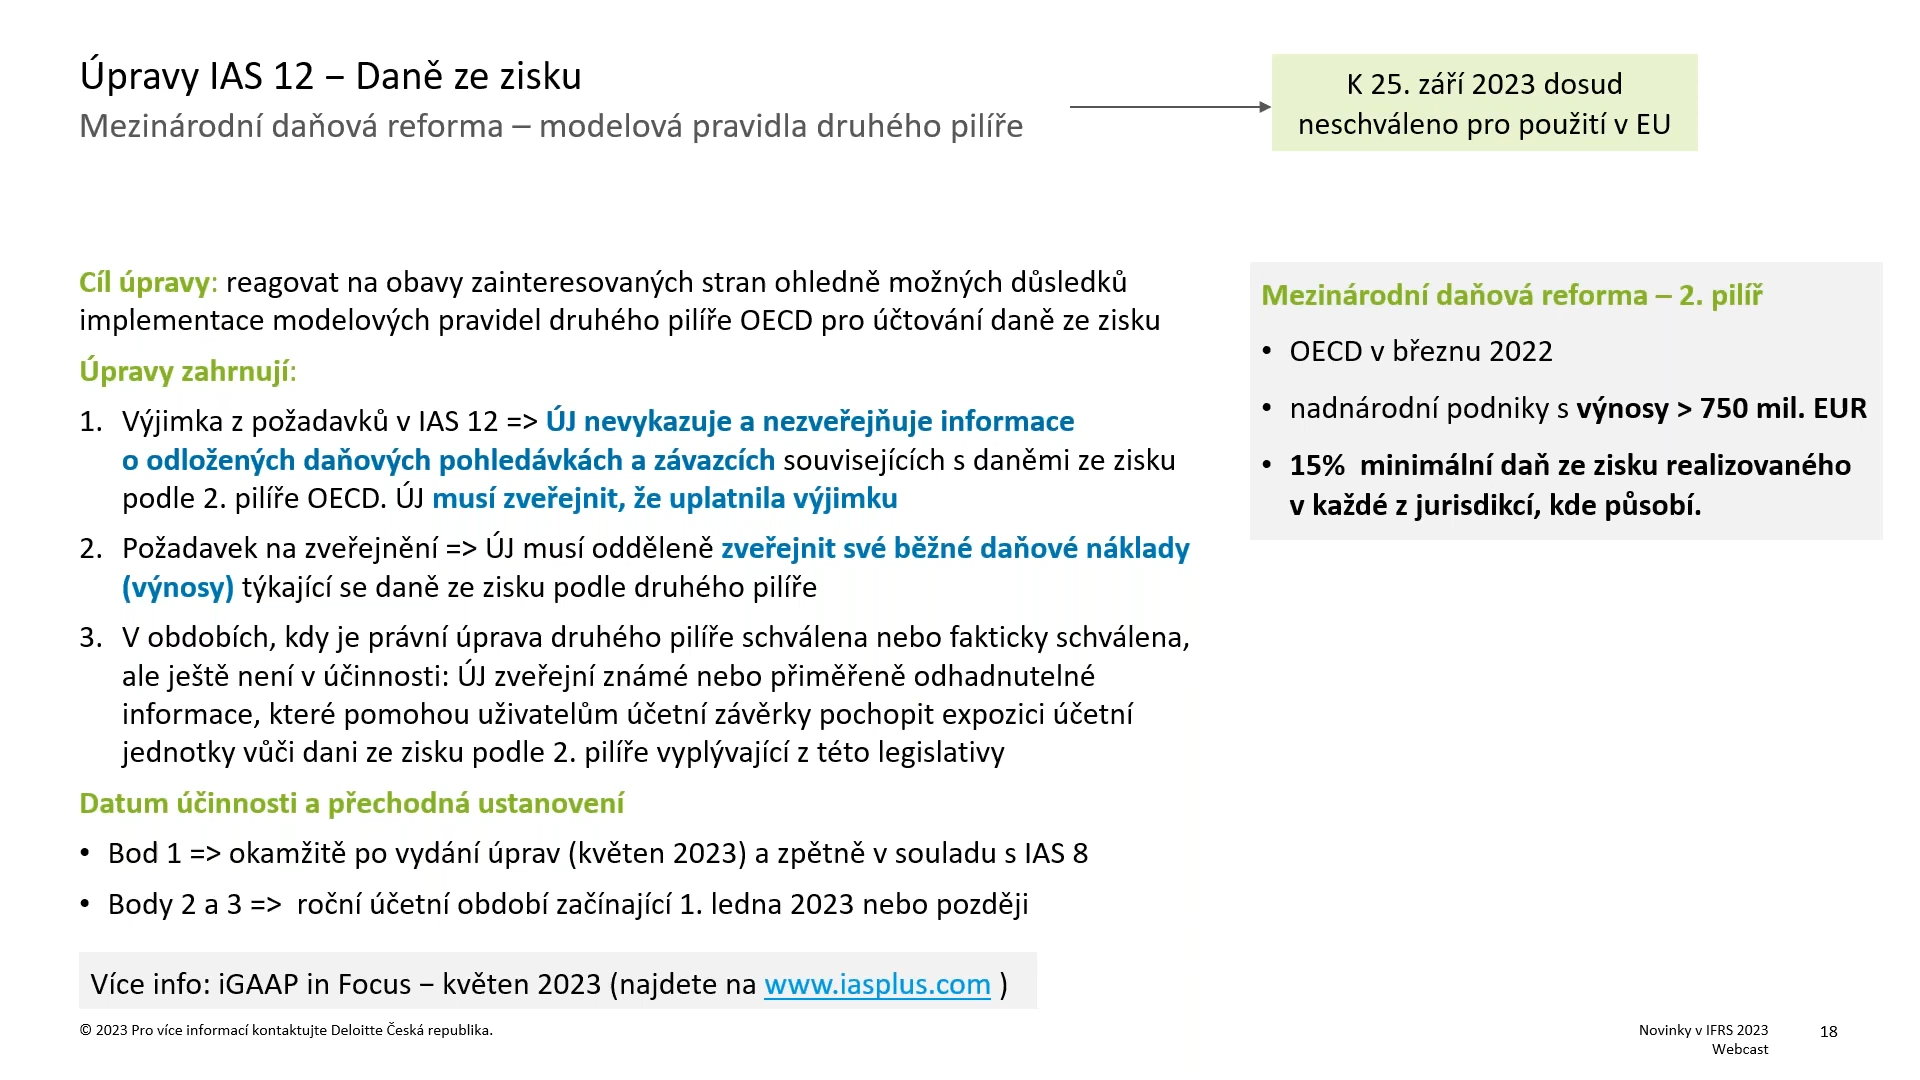 Úpravy IAS 12 – Daně ze zisku
Mezinárodní daňová reforma – modelová pravidla druhého pilíře
K 25. září 2023 dosud
neschváleno pro použití v EU
Cíl úpravy: reagovat na obavy zainteresovaných stran ohledně možných důsledků
implementace modelových pravidel druhého pilíře OECD pro účtování daně ze zisku
Úpravy zahrnují:
1. Výjimka z požadavků v IAS 12 => ÚJ nevykazuje a nezveřejňuje informace
o odložených daňových pohledávkách a závazcích souvisejících s daněmi ze zisku
podle 2. pilíře OECD. ÚJ musí zveřejnit, že uplatnila výjimku
2. Požadavek na zveřejnění => ÚJ musí odděleně zveřejnit své běžné daňové náklady
(výnosy) týkající se daně ze zisku podle druhého pilíře
3. V obdobích, kdy je právní úprava druhého pilíře schválena nebo fakticky schválena,
ale ještě není v účinnosti: ÚJ zveřejní známé nebo přiměřeně odhadnutelné
informace, které pomohou uživatelům účetní závěrky pochopit expozici účetní
jednotky vůči dani ze zisku podle 2. pilíře vyplývající z této legislativy
Datum účinnosti a přechodná ustanovení
• Bod 1 => okamžitě po vydání úprav (květen 2023) a zpětně v souladu s IAS 8
• Body 2 a 3 => roční účetní období začínající 1. ledna 2023 nebo později
Více info: iGAAP in Focus – květen 2023 (najdete na www.iasplus.com )
Mezinárodní daňová reforma – 2. pilíř
• OECD v březnu 2022
• nadnárodní podniky s výnosy > 750 mil. EUR
• 15% minimální daň ze zisku realizovaného
v každé z jurisdikcí, kde působí.
© 2023 Pro více informací kontaktujte Deloitte Česká republika.
Novinky v IFRS 2023
Webcast
18